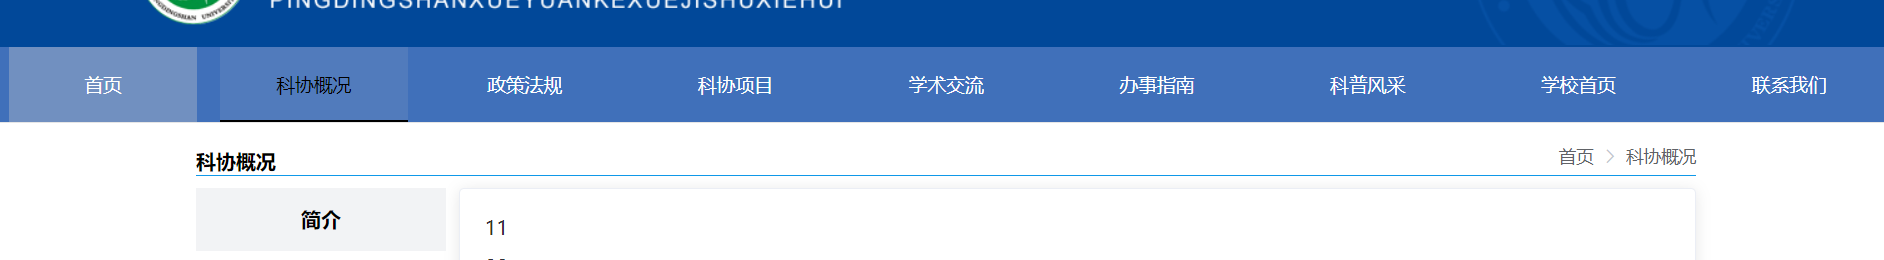 PINGDINGSHANXUEYUANKEXUEJISHUXIEHUI
首页 科协概况 政策法规 科协项目 学术交流 办事指南 科普风采 学校首页 联系我们
科协概况
首页 > 科协概况
简介
11